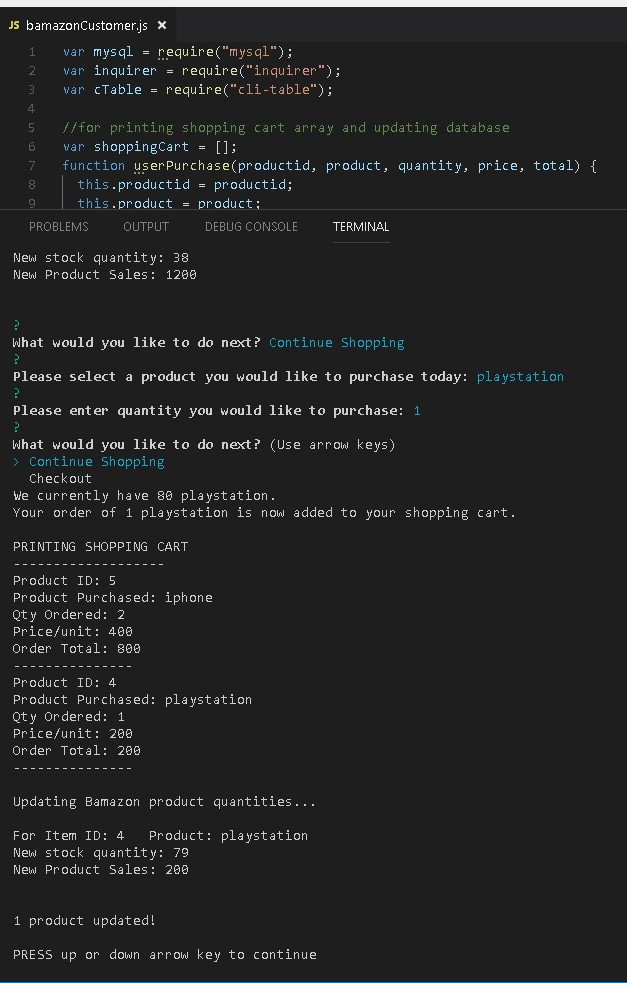 JS bamazonCustomer.js ×
1 var mysql = require("mysql");
2 var inquirer = require("inquirer");
3 var cTable = require("cli-table");
4
5 //for printing shopping cart array and updating database
6 var shoppingCart = [];
7 function userPurchase(productid, product, quantity, price, total) {
8 this.productid = productid;
9 this.product = product;
PROBLEMS OUTPUT DEBUG CONSOLE TERMINAL
New stock quantity: 38
New Product Sales: 1200
?
What would you like to do next? Continue Shopping
?
Please select a product you would like to purchase today: playstation
?
Please enter quantity you would like to purchase: 1
?
What would you like to do next? (Use arrow keys)
> Continue Shopping
Checkout
We currently have 80 playstation.
Your order of 1 playstation is now added to your shopping cart.
PRINTING SHOPPING CART
-------------------
Product ID: 5
Product Purchased: iphone
Qty Ordered: 2
Price/unit: 400
Order Total: 800
---------------
Product ID: 4
Product Purchased: playstation
Qty Ordered: 1
Price/unit: 200
Order Total: 200
---------------
Updating Bamazon product quantities...
For Item ID: 4 Product: playstation
New stock quantity: 79
New Product Sales: 200
1 product updated!
PRESS up or down arrow key to continue